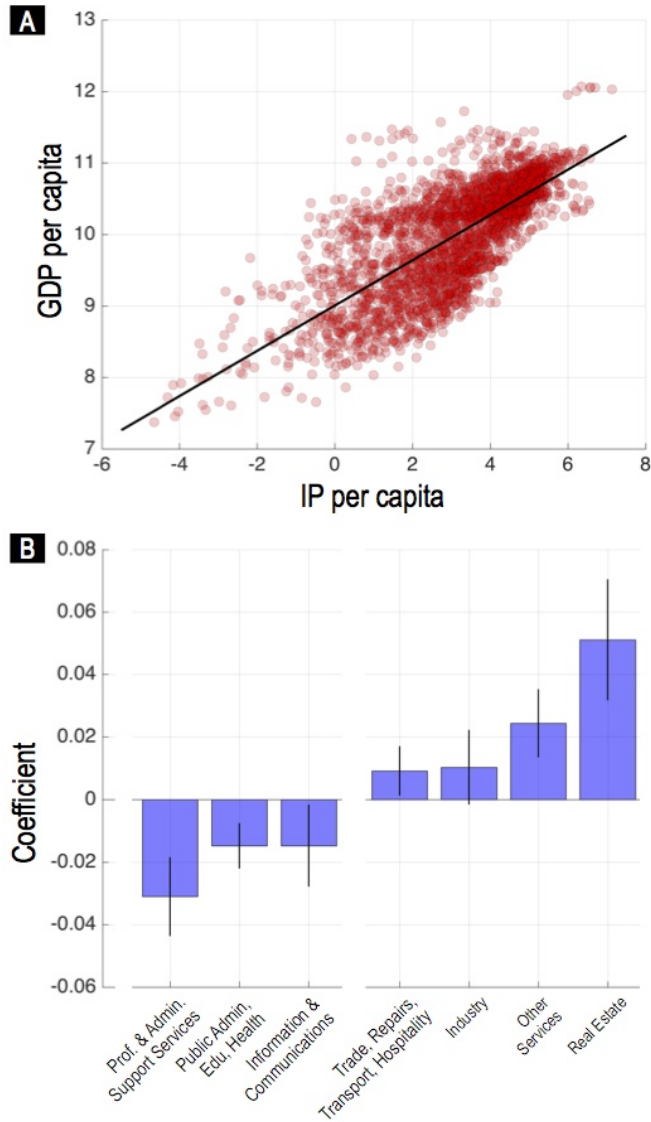 A
13
12
11
10
9
8
7
GDP per capita
-6 -4 -2 0 2 4 6 8
IP per capita
B
0.08
0.06
0.04
0.02
0
-0.02
-0.04
-0.06
Coefficient
Prof. & Admin.
Support Services
Public Admin,
Edu, Health
Information &
Communications
Trade, Repairs,
Transport, Hospitality
Industry
Other
Services
Real Estate